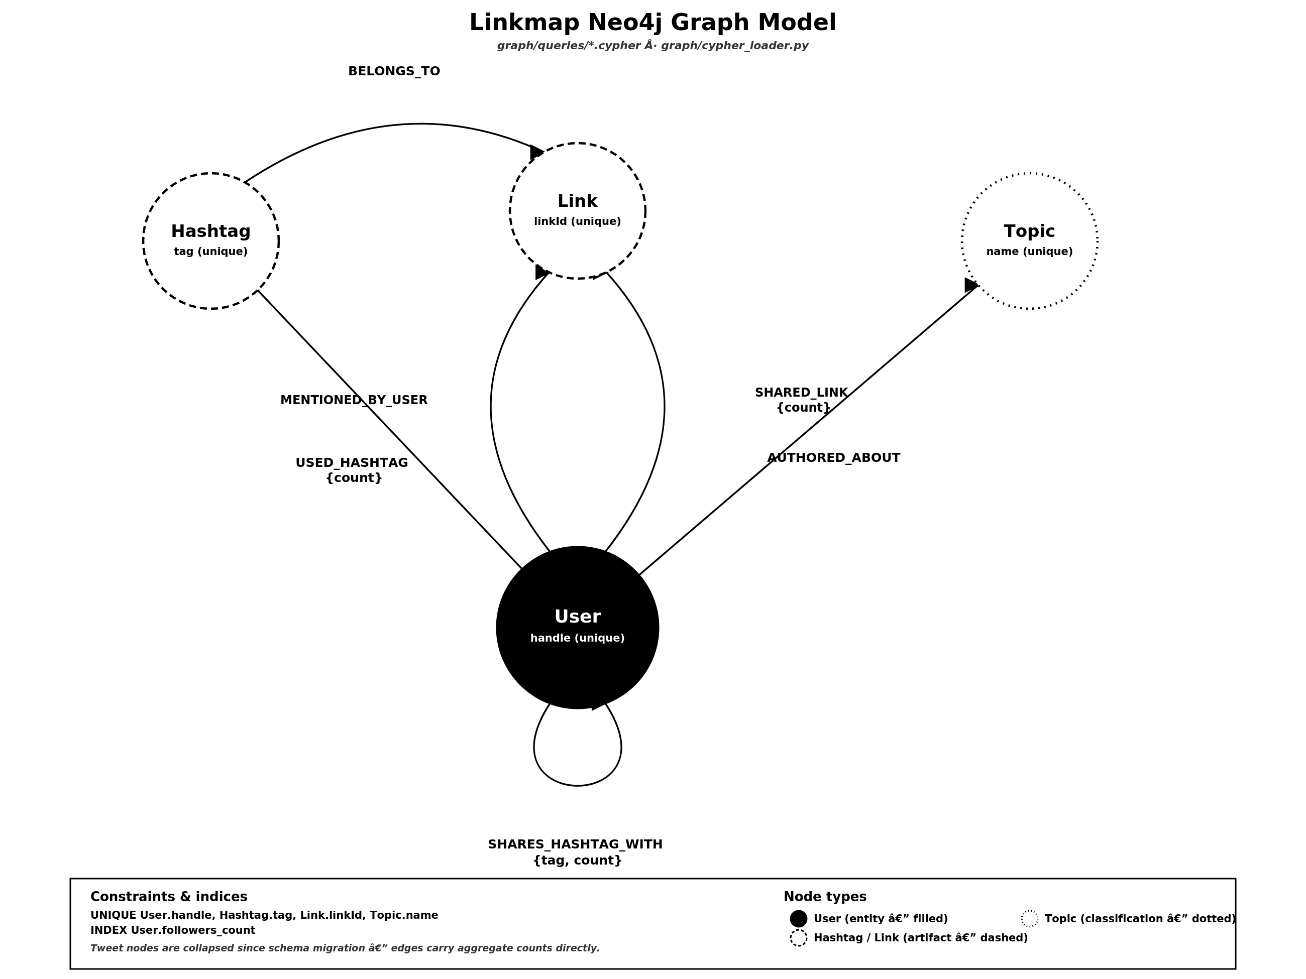 Linkmap Neo4j Graph Model
graph/queries/*.cypher Â· graph/cypher_loader.py
BELONGS_TO
Link
linkId (unique)
Hashtag
tag (unique)
Topic
name (unique)
MENTIONED_BY_USER
SHARED_LINK
{count}
USED_HASHTAG
{count}
AUTHORED_ABOUT
User
handle (unique)
SHARES_HASHTAG_WITH
{tag, count}
Constraints & indices
UNIQUE User.handle, Hashtag.tag, Link.linkId, Topic.name
INDEX User.followers_count
Tweet nodes are collapsed since schema migration â€” edges carry aggregate counts directly.
Node types
User (entity â€” filled)
Topic (classification â€” dotted)
Hashtag / Link (artifact â€” dashed)